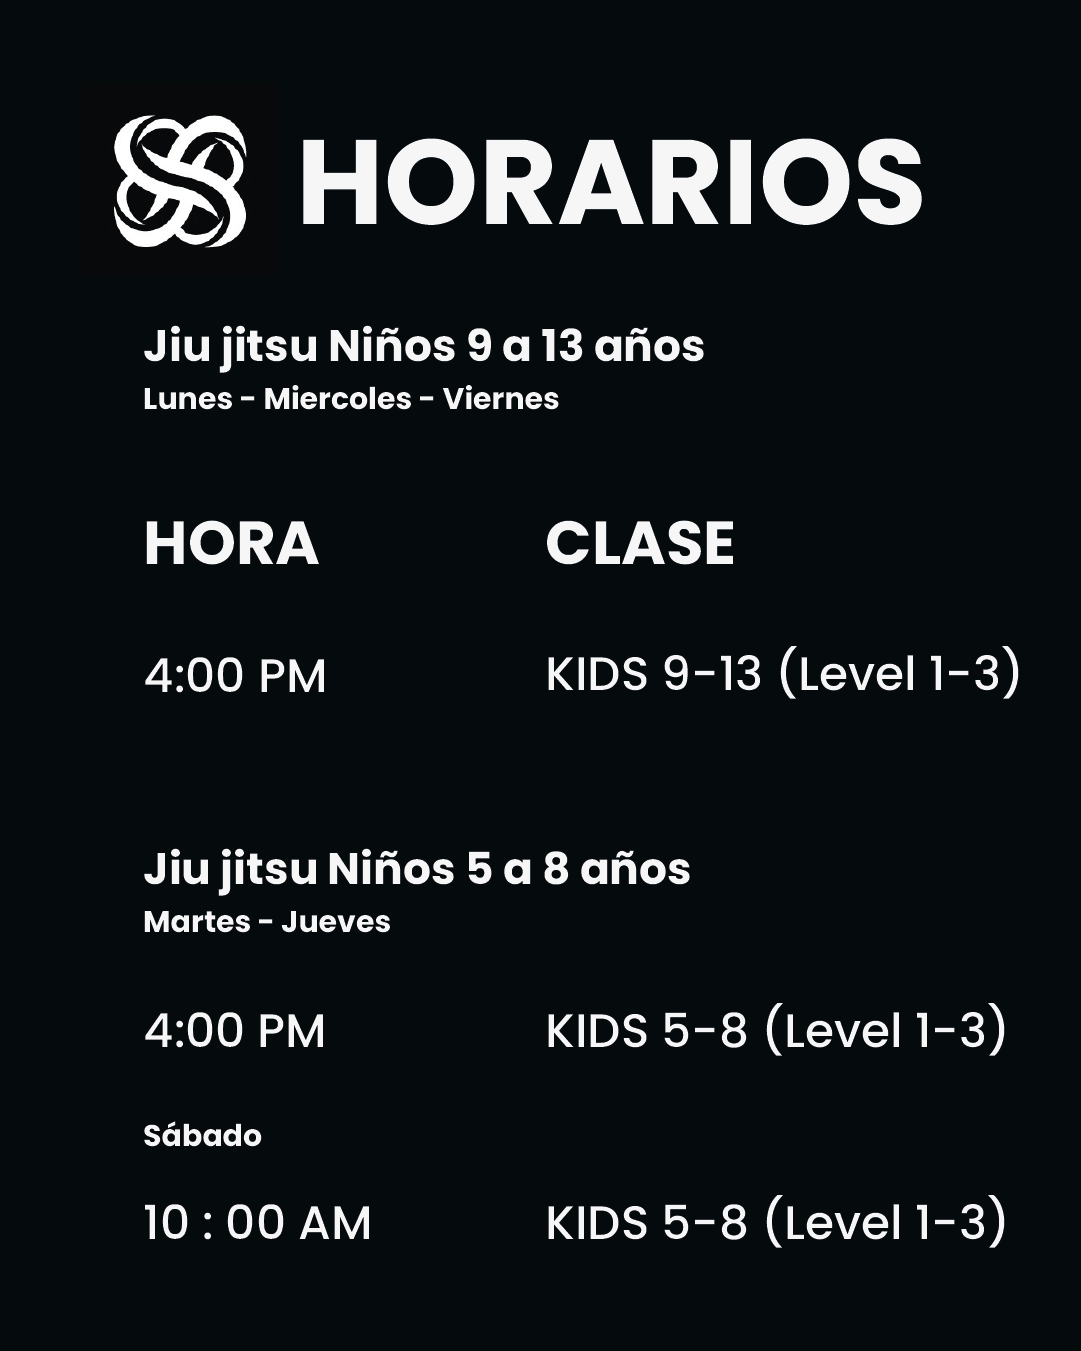 HORARIOS
Jiu jitsu Niños 9 a 13 años
Lunes - Miercoles - Viernes
HORA CLASE
4:00 PM KIDS 9-13 (Level 1-3)
Jiu jitsu Niños 5 a 8 años
Martes - Jueves
4:00 PM KIDS 5-8 (Level 1-3)
Sábado
10 : 00 AM KIDS 5-8 (Level 1-3)